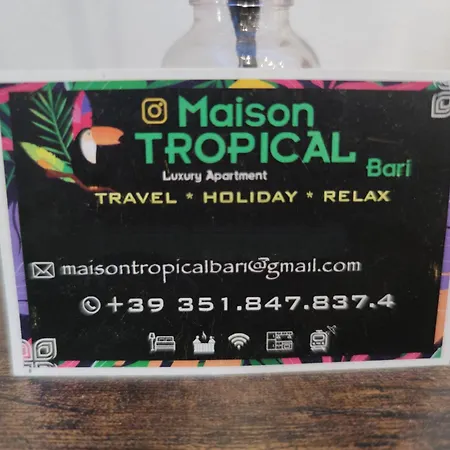 Maison
TROPICAL
Bari
Luxury Apartment
TRAVEL * HOLIDAY * RELAX
maisontropicalbari@gmail.com
+39 351.847.837.4